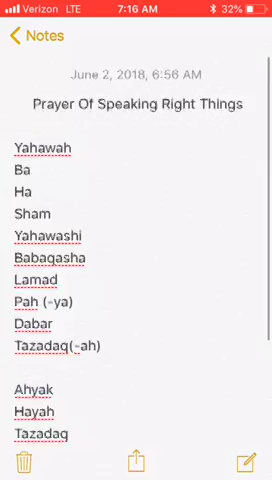 Verizon LTE 7:16 AM 32%
Notes
June 2, 2018, 6:56 AM
Prayer Of Speaking Right Things
Yahawah
Ba
Ha
Sham
Yahawashi
Babaqasha
Lamad
Pah (-ya)
Dabar
Tazadaq(-ah)
Ahyak
Hayah
Tazadaq